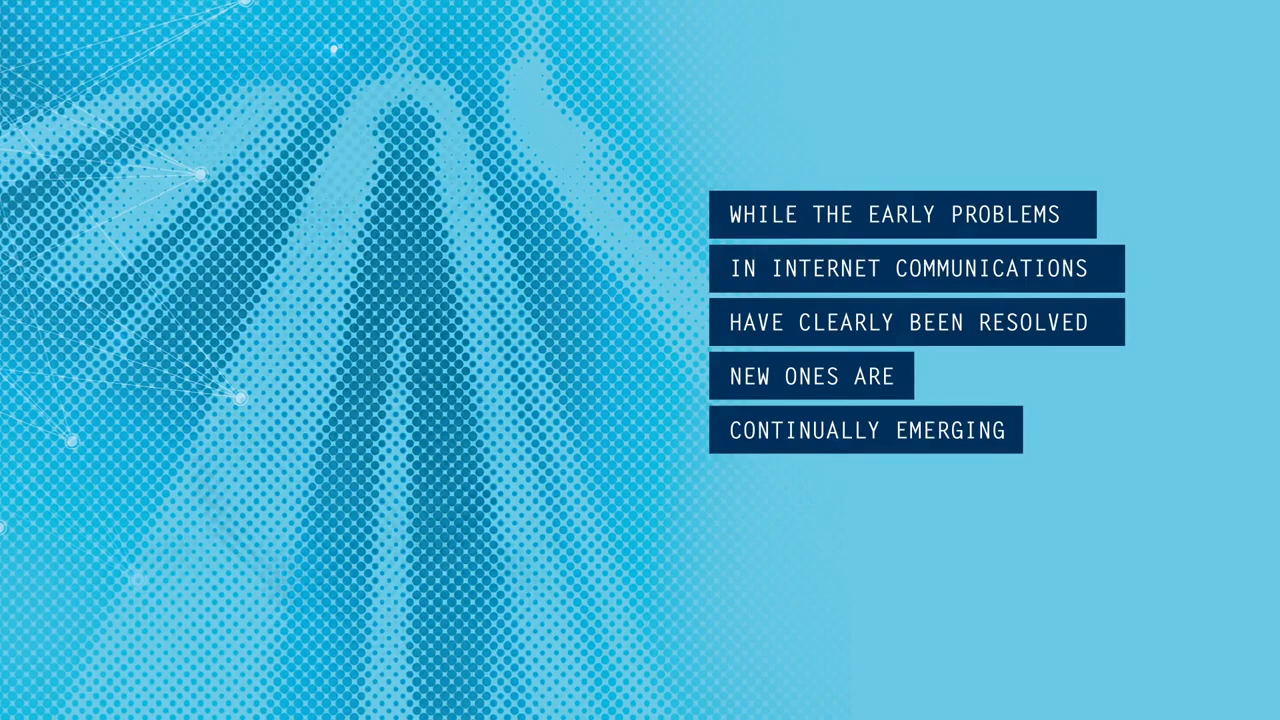 WHILE THE EARLY PROBLEMS
IN INTERNET COMMUNICATIONS
HAVE CLEARLY BEEN RESOLVED
NEW ONES ARE
CONTINUALLY EMERGING